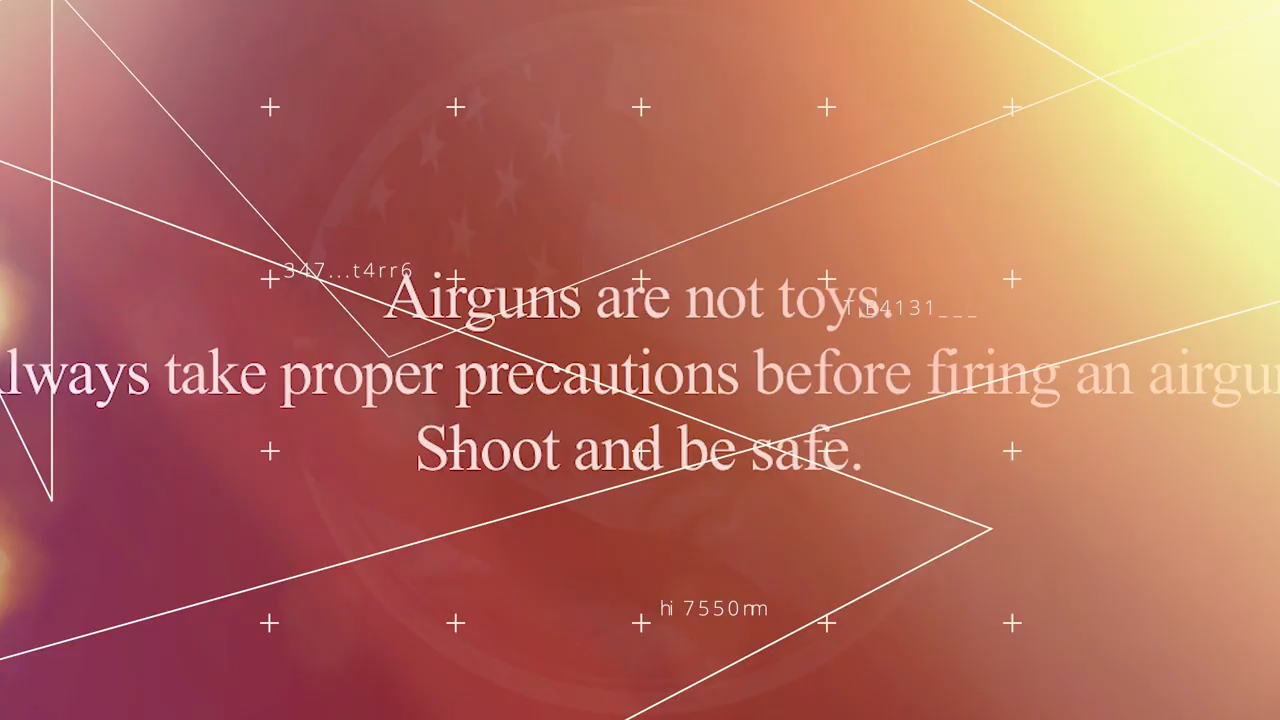 347...t4rr6
Airguns are not toys.
T.B4131___
lways take proper precautions before firing an airgu
Shoot and be safe.
hi 7550m